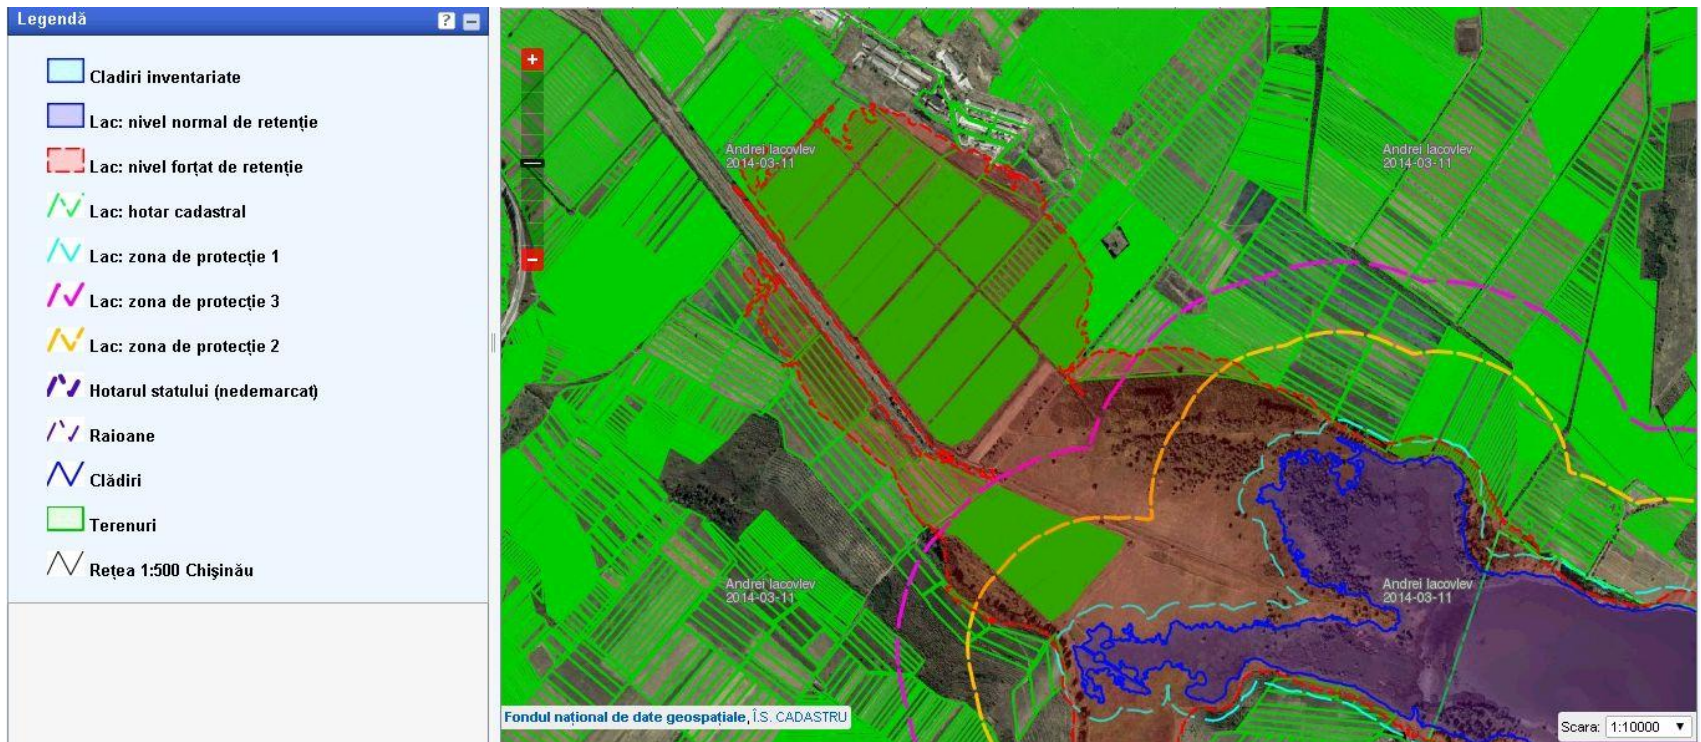 Legendă
?
Cladiri inventariate
Lac: nivel normal de retenție
Lac: nivel forțat de retenție
Lac: hotar cadastral
Lac: zona de protecție 1
Lac: zona de protecție 3
Lac: zona de protecție 2
Hotarul statului (nedemarcat)
Raioane
Clădiri
Terenuri
Rețea 1:500 Chişinău
+
−
Andrei Iacovlev
2014-03-11
Andrei Iacovlev
2014-03-11
Andrei Iacovlev
2014-03-11
Andrei Iacovlev
2014-03-11
Fondul național de date geospațiale, Î.S. CADASTRU
Scara: 1:10000